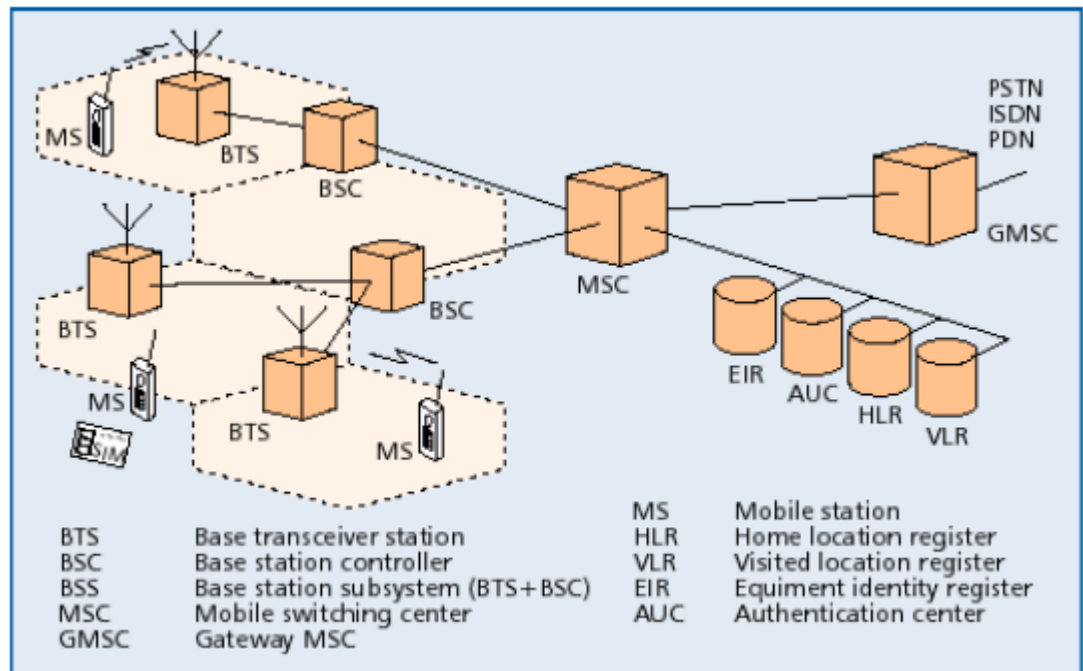 PSTN
ISDN
PDN
MS
BTS
BSC
MSC
GMSC
BTS
BSC
EIR
AUC
HLR
VLR
MS
SIM
BTS
MS
BTS Base transceiver station
BSC Base station controller
BSS Base station subsystem (BTS+BSC)
MSC Mobile switching center
GMSC Gateway MSC
MS Mobile station
HLR Home location register
VLR Visited location register
EIR Equiment identity register
AUC Authentication center